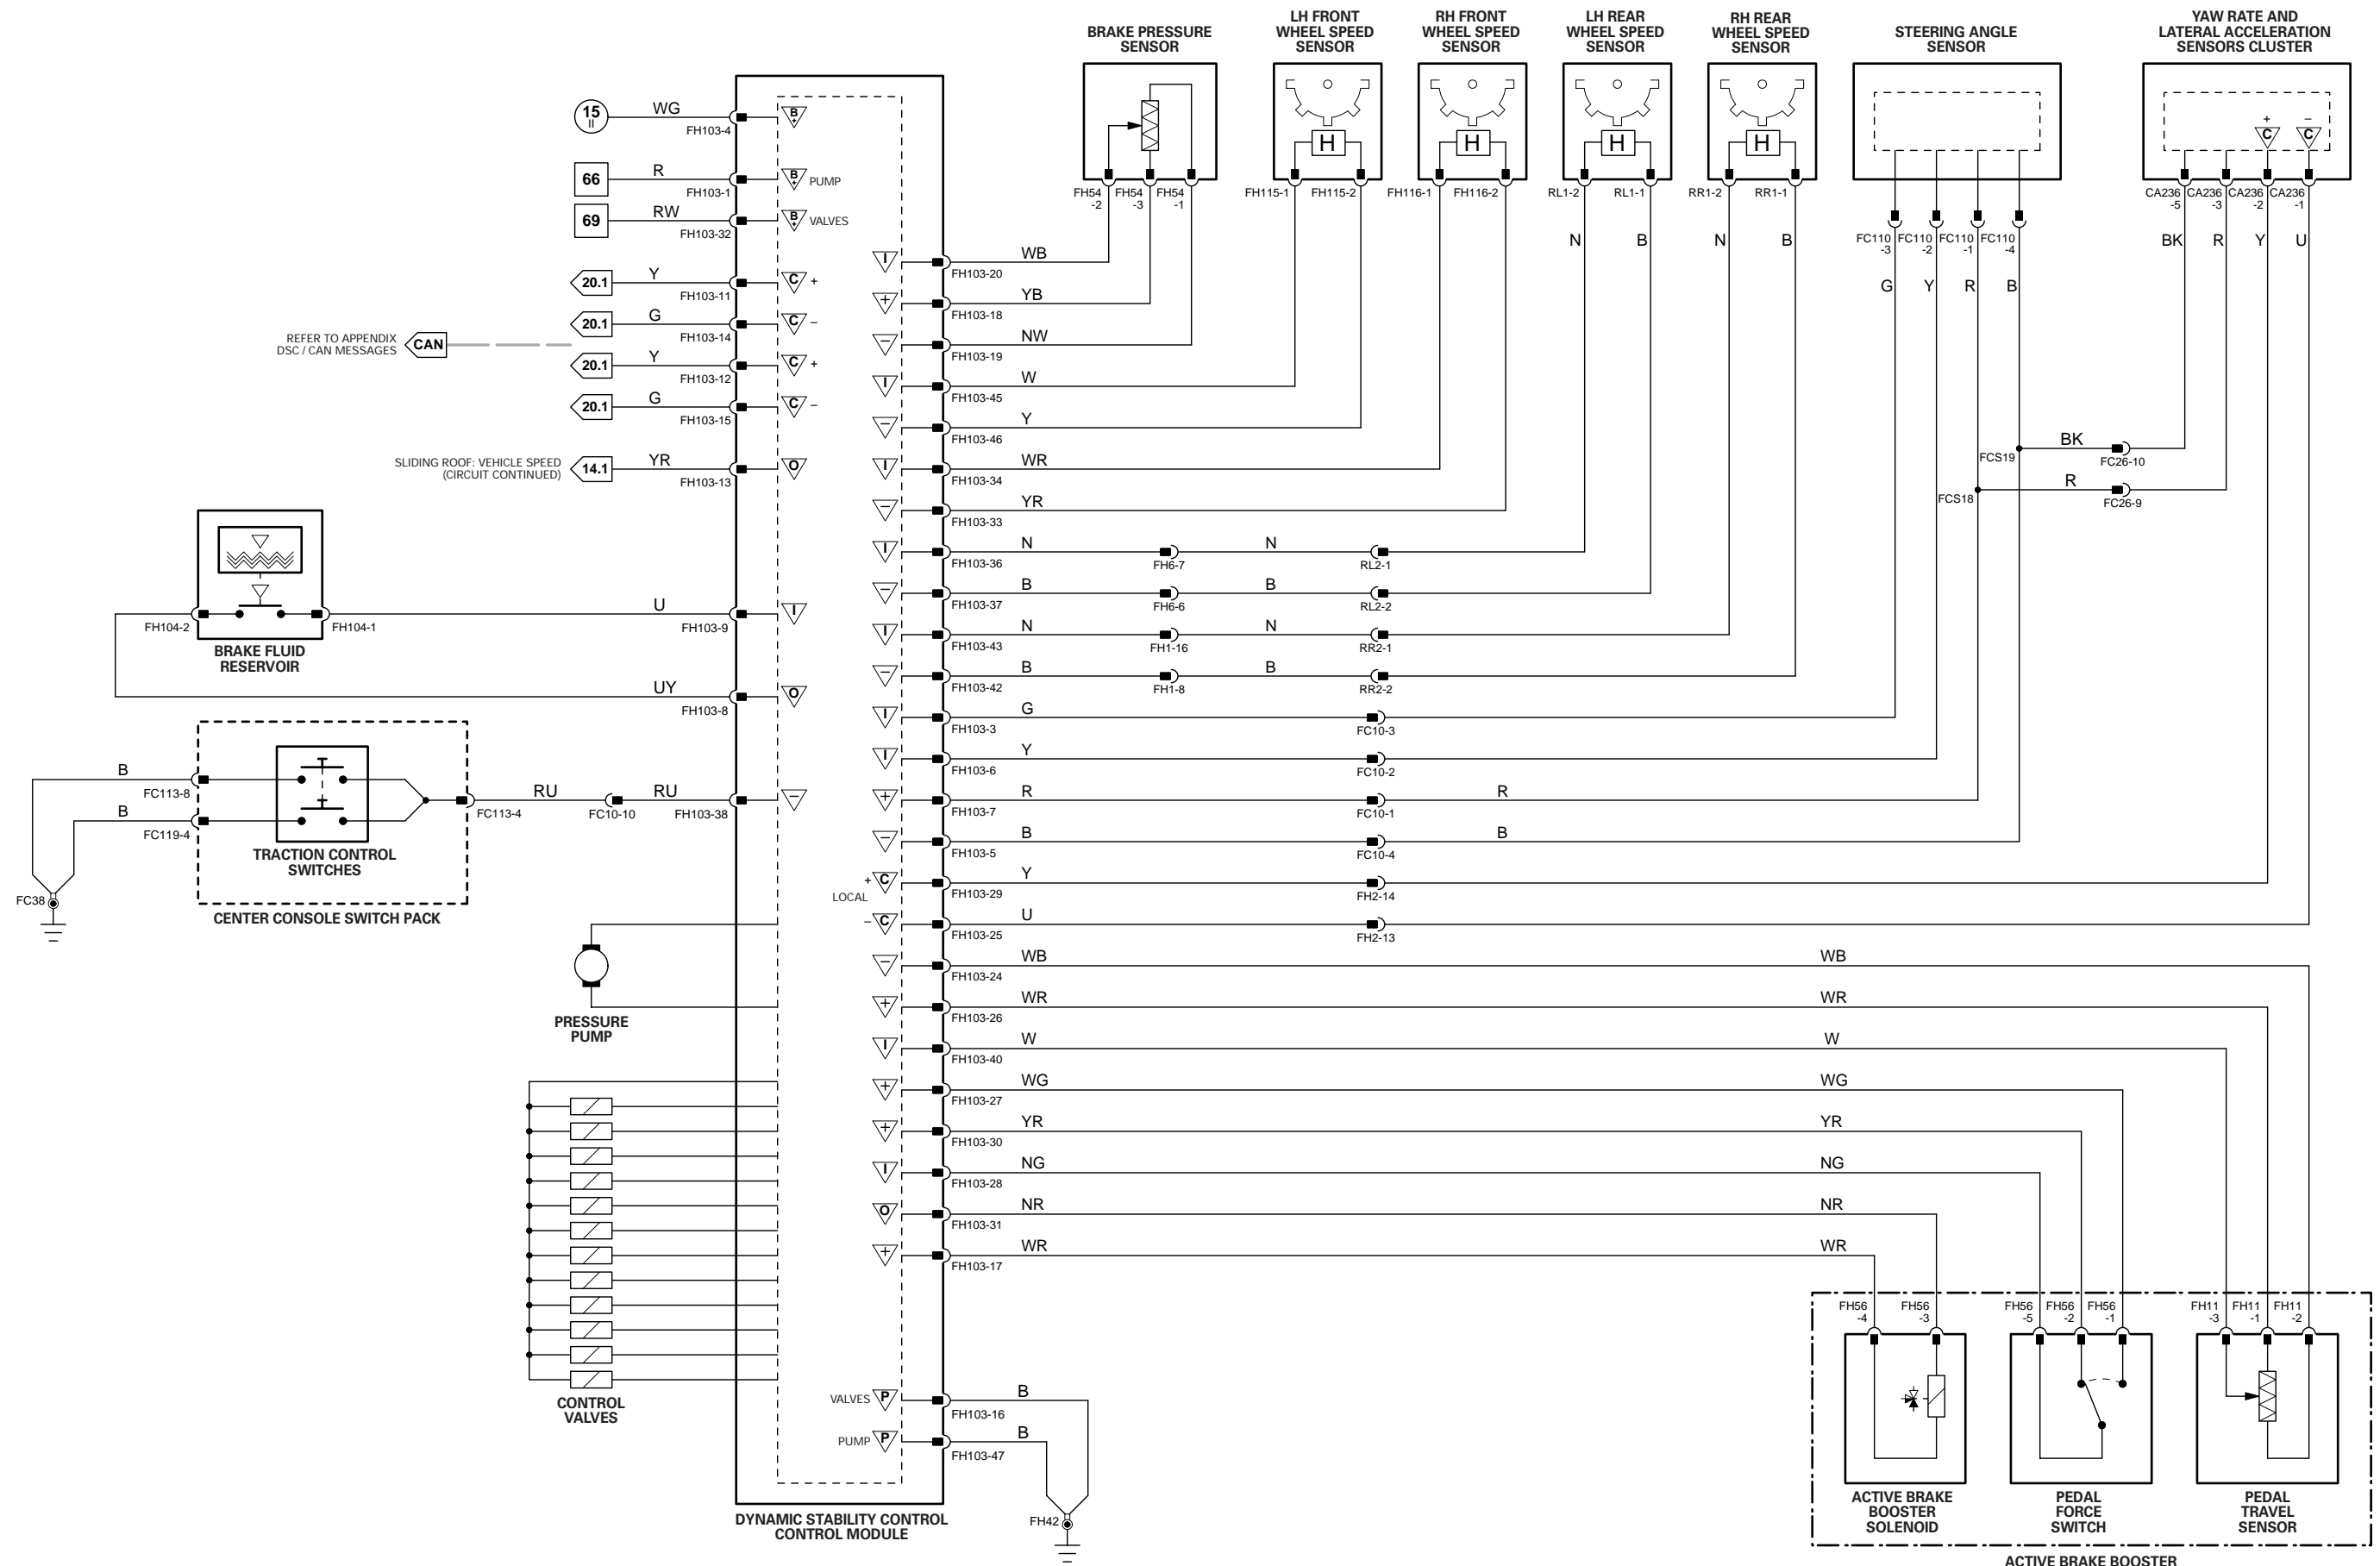 BRAKE PRESSURE
SENSOR
LH FRONT
WHEEL SPEED
SENSOR
RH FRONT
WHEEL SPEED
SENSOR
LH REAR
WHEEL SPEED
SENSOR
RH REAR
WHEEL SPEED
SENSOR
STEERING ANGLE
SENSOR
YAW RATE AND
LATERAL ACCELERATION
SENSORS CLUSTER
H
H
H
H
+ –
C C
FH54
-2
FH54
-3
FH54
-1
FH115-1
FH115-2
FH116-1
FH116-2
RL1-2
RL1-1
RR1-2
RR1-1
CA236
-5
CA236
-3
CA236
-2
CA236
-1
N B N B
FC110
-3
FC110
-2
FC110
-1
FC110
-4
BK R Y U
G Y R B
15
II
WG
FH103-4
B
+
66
R
FH103-1
B
+
PUMP
69
RW
FH103-32
B
+
VALVES
20.1
Y
FH103-11
C +
20.1
G
FH103-14
C –
REFER TO APPENDIX
DSC / CAN MESSAGES
CAN
20.1
Y
FH103-12
C +
20.1
G
FH103-15
C –
SLIDING ROOF: VEHICLE SPEED
(CIRCUIT CONTINUED)
14.1
YR
FH103-13
O
FH104-2
FH104-1
U
FH103-9
I
BRAKE FLUID
RESERVOIR
UY
FH103-8
O
B
FC113-8
B
FC119-4
FC113-4
RU
FC10-10
RU
FH103-38
–
TRACTION CONTROL
SWITCHES
FC38
CENTER CONSOLE SWITCH PACK
PRESSURE
PUMP
CONTROL
VALVES
I
FH103-20
WB
+
FH103-18
YB
–
FH103-19
NW
I
FH103-45
W
–
FH103-46
Y
I
FH103-34
WR
–
FH103-33
YR
FCS19
BK
FC26-10
FCS18
R
FC26-9
I
FH103-36
N
FH6-7
N
RL2-1
–
FH103-37
B
FH6-6
B
RL2-2
I
FH103-43
N
FH1-16
N
RR2-1
–
FH103-42
B
FH1-8
B
RR2-2
I
FH103-3
G
FC10-3
I
FH103-6
Y
FC10-2
+
FH103-7
R
FC10-1
R
–
FH103-5
B
FC10-4
B
+ C
LOCAL
FH103-29
Y
FH2-14
– C
FH103-25
U
FH2-13
–
FH103-24
WB
WB
+
FH103-26
WR
WR
I
FH103-40
W
W
+
FH103-27
WG
WG
+
FH103-30
YR
YR
I
FH103-28
NG
NG
O
FH103-31
NR
NR
+
FH103-17
WR
WR
VALVES
P
FH103-16
B
PUMP
P
FH103-47
B
FH42
DYNAMIC STABILITY CONTROL
CONTROL MODULE
FH56
-4
FH56
-3
FH56
-5
FH56
-2
FH56
-1
FH11
-3
FH11
-1
FH11
-2
ACTIVE BRAKE
BOOSTER
SOLENOID
PEDAL
FORCE
SWITCH
PEDAL
TRAVEL
SENSOR
ACTIVE BRAKE BOOSTER